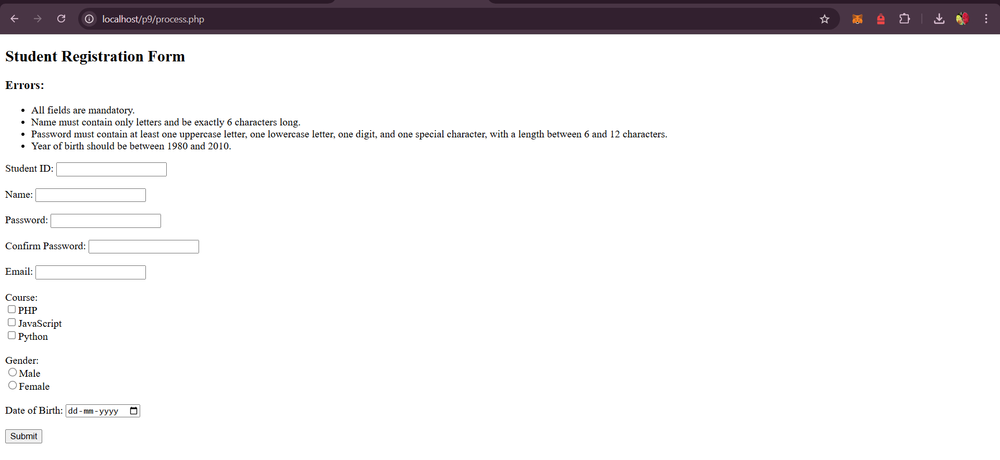 localhost/p9/process.php
Student Registration Form
Errors:
All fields are mandatory.
Name must contain only letters and be exactly 6 characters long.
Password must contain at least one uppercase letter, one lowercase letter, one digit, and one special character, with a length between 6 and 12 characters.
Year of birth should be between 1980 and 2010.
Student ID:
Name:
Password:
Confirm Password:
Email:
Course:
PHP
JavaScript
Python
Gender:
Male
Female
Date of Birth: dd-mm-yyyy
Submit